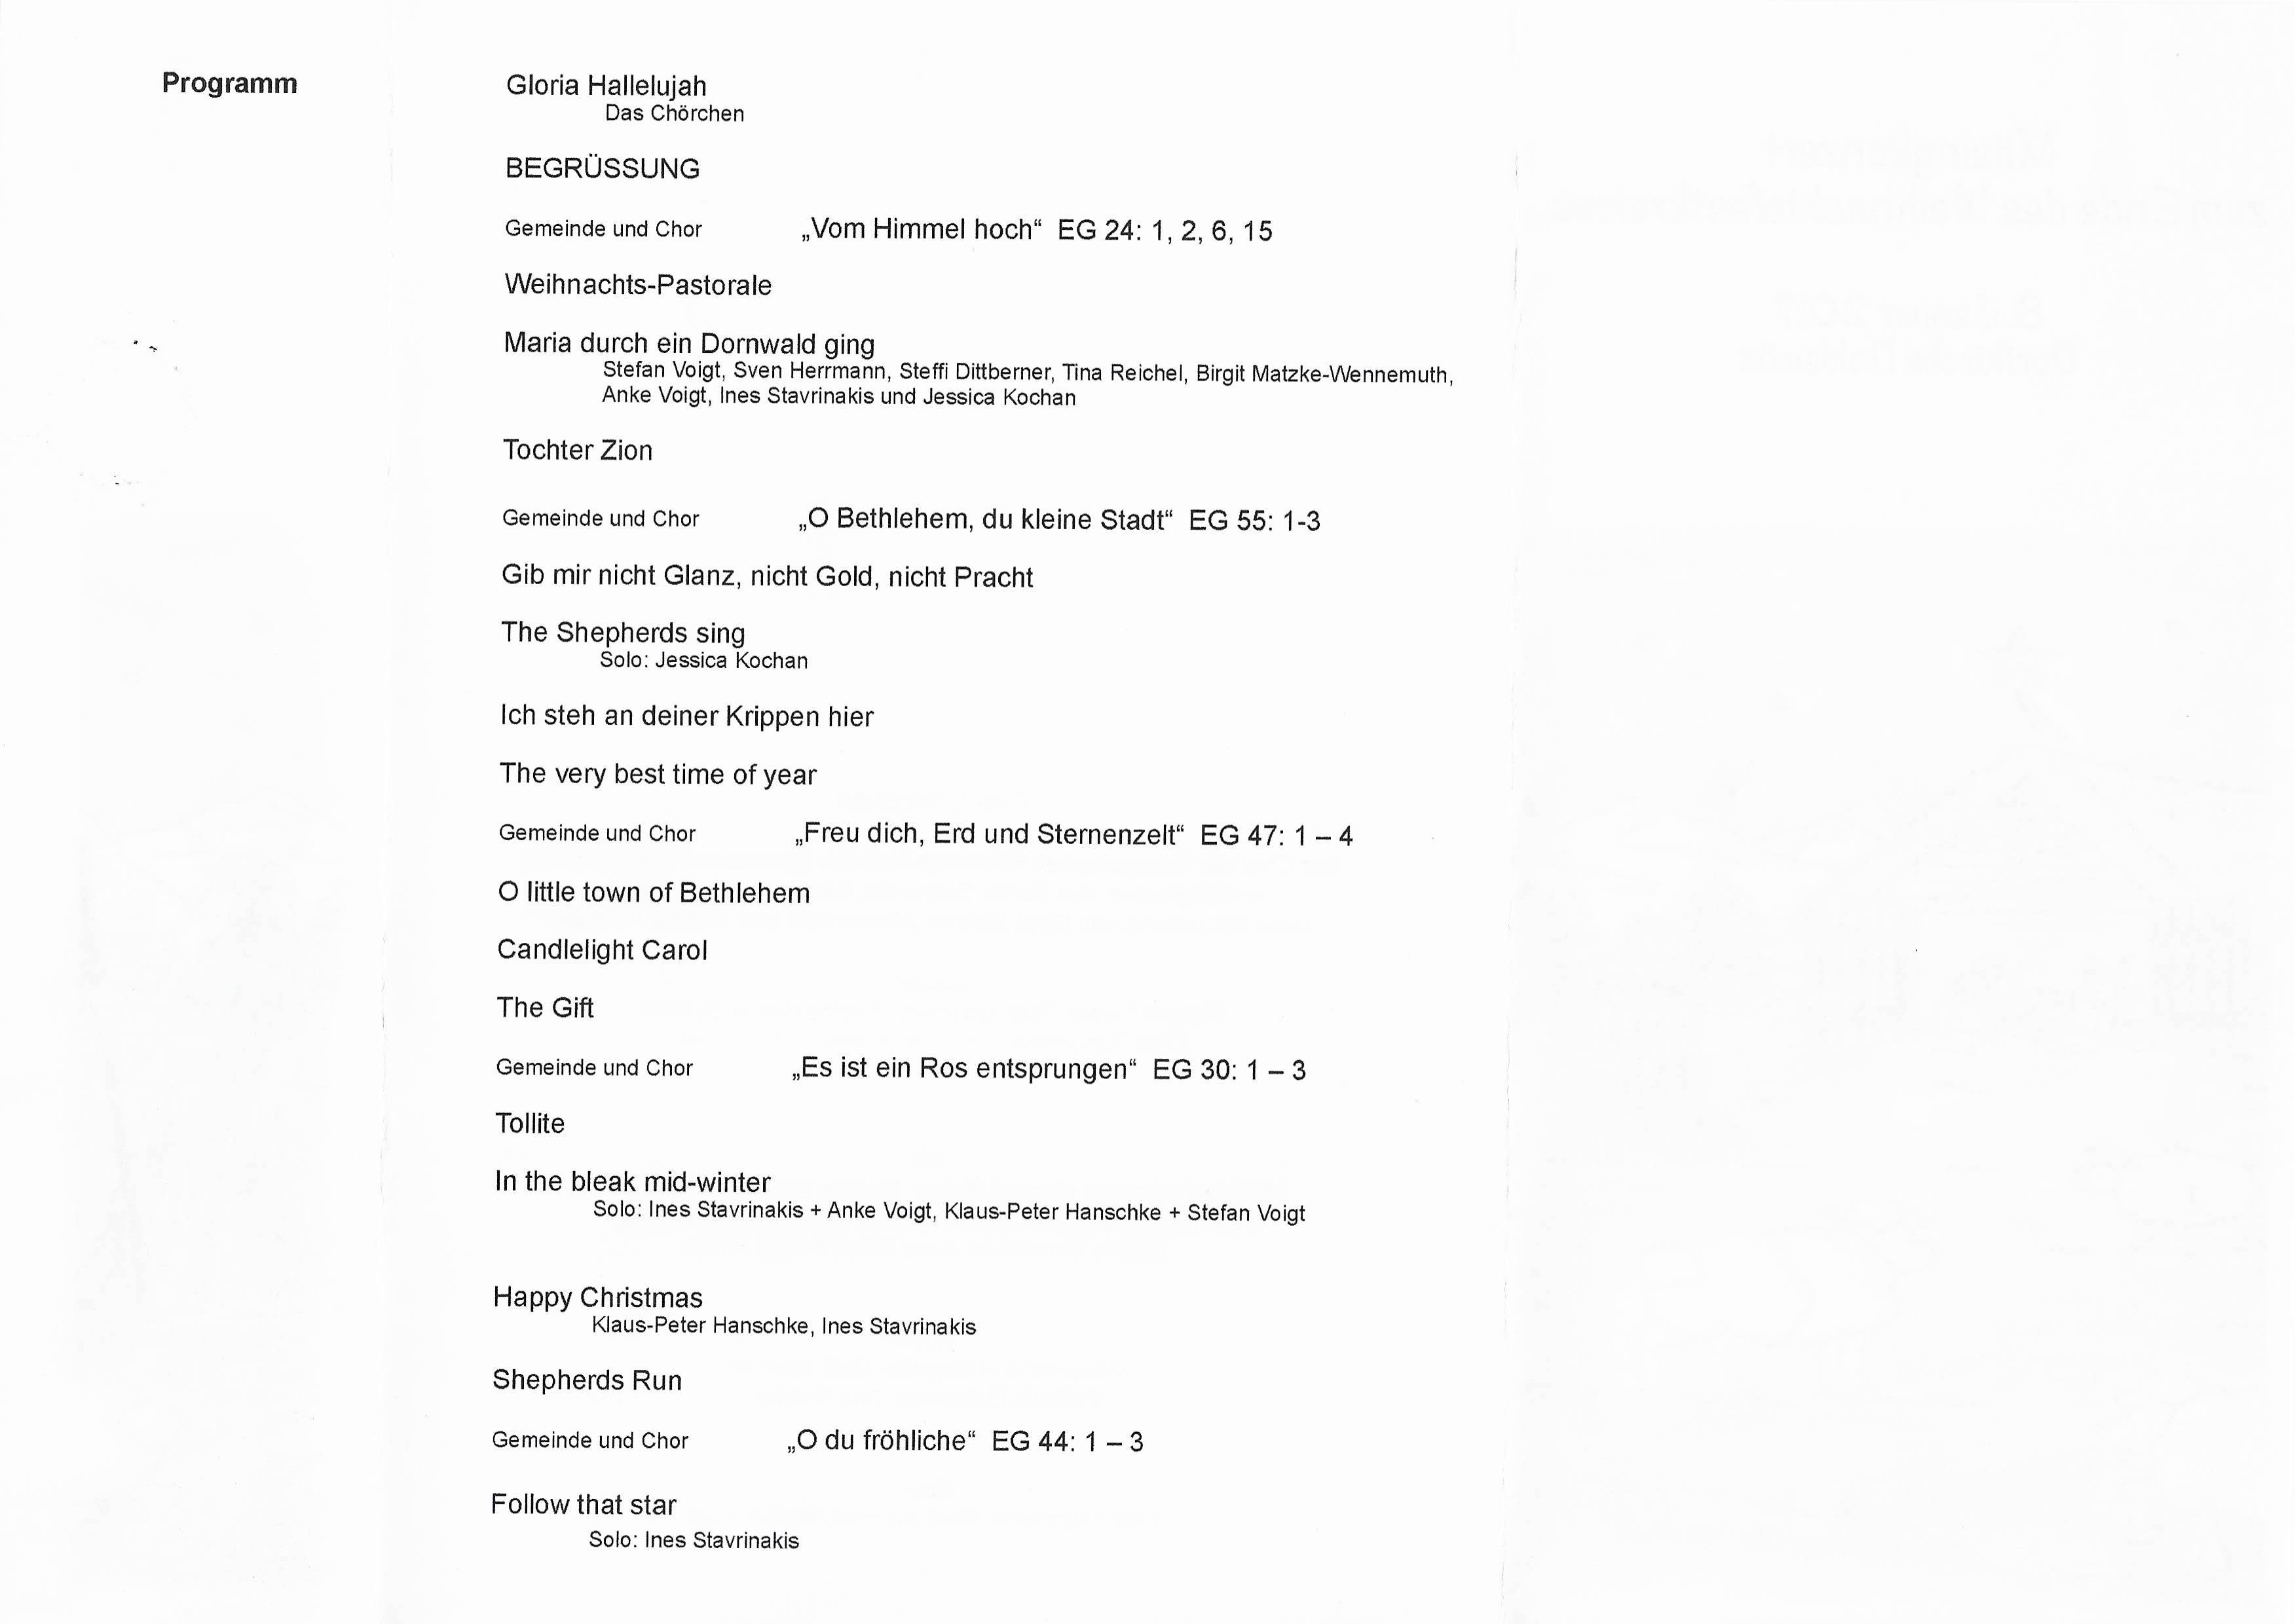 Programm
Gloria Hallelujah
Das Chörchen
BEGRÜSSUNG
Gemeinde und Chor „Vom Himmel hoch“ EG 24: 1, 2, 6, 15
Weihnachts-Pastorale
Maria durch ein Dornwald ging
Stefan Voigt, Sven Herrmann, Steffi Dittberner, Tina Reichel, Birgit Matzke-Wennemuth,
Anke Voigt, Ines Stavrinakis und Jessica Kochan
Tochter Zion
Gemeinde und Chor „O Bethlehem, du kleine Stadt“ EG 55: 1-3
Gib mir nicht Glanz, nicht Gold, nicht Pracht
The Shepherds sing
Solo: Jessica Kochan
Ich steh an deiner Krippen hier
The very best time of year
Gemeinde und Chor „Freu dich, Erd und Sternenzelt“ EG 47: 1 – 4
O little town of Bethlehem
Candlelight Carol
The Gift
Gemeinde und Chor „Es ist ein Ros entsprungen“ EG 30: 1 – 3
Tollite
In the bleak mid-winter
Solo: Ines Stavrinakis + Anke Voigt, Klaus-Peter Hanschke + Stefan Voigt
Happy Christmas
Klaus-Peter Hanschke, Ines Stavrinakis
Shepherds Run
Gemeinde und Chor „O du fröhliche“ EG 44: 1 – 3
Follow that star
Solo: Ines Stavrinakis